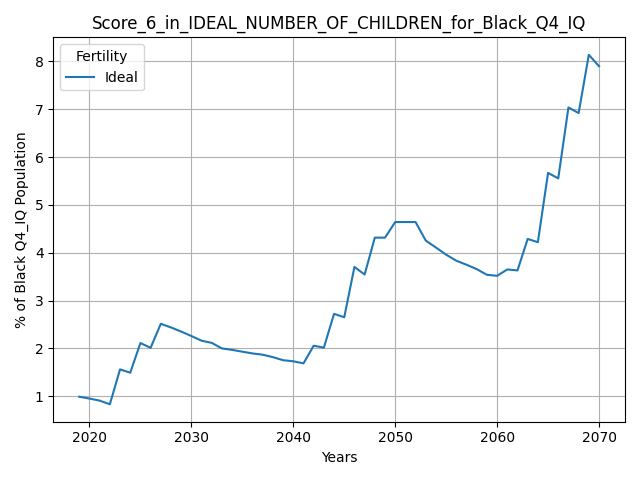 Score_6_in_IDEAL_NUMBER_OF_CHILDREN_for_Black_Q4_IQ
Fertility
Ideal
% of Black Q4_IQ Population
8
7
6
5
4
3
2
1
2020 2030 2040 2050 2060 2070
Years